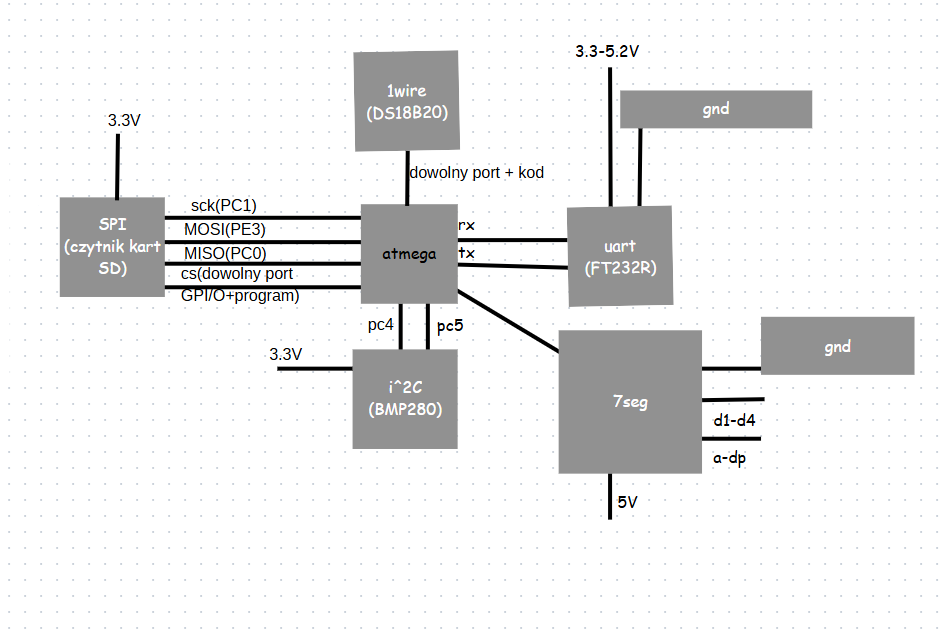 3.3-5.2V
1wire
(DS18B20)
gnd
3.3V
dowolny port + kod
sck(PC1)
MOSI(PE3)
MISO(PC0)
cs(dowolny port
GPI/O+program)
SPI
(czytnik kart
SD)
atmega
rx
tx
uart
(FT232R)
pc4
pc5
3.3V
i^2C
(BMP280)
7seg
gnd
d1-d4
a-dp
5V